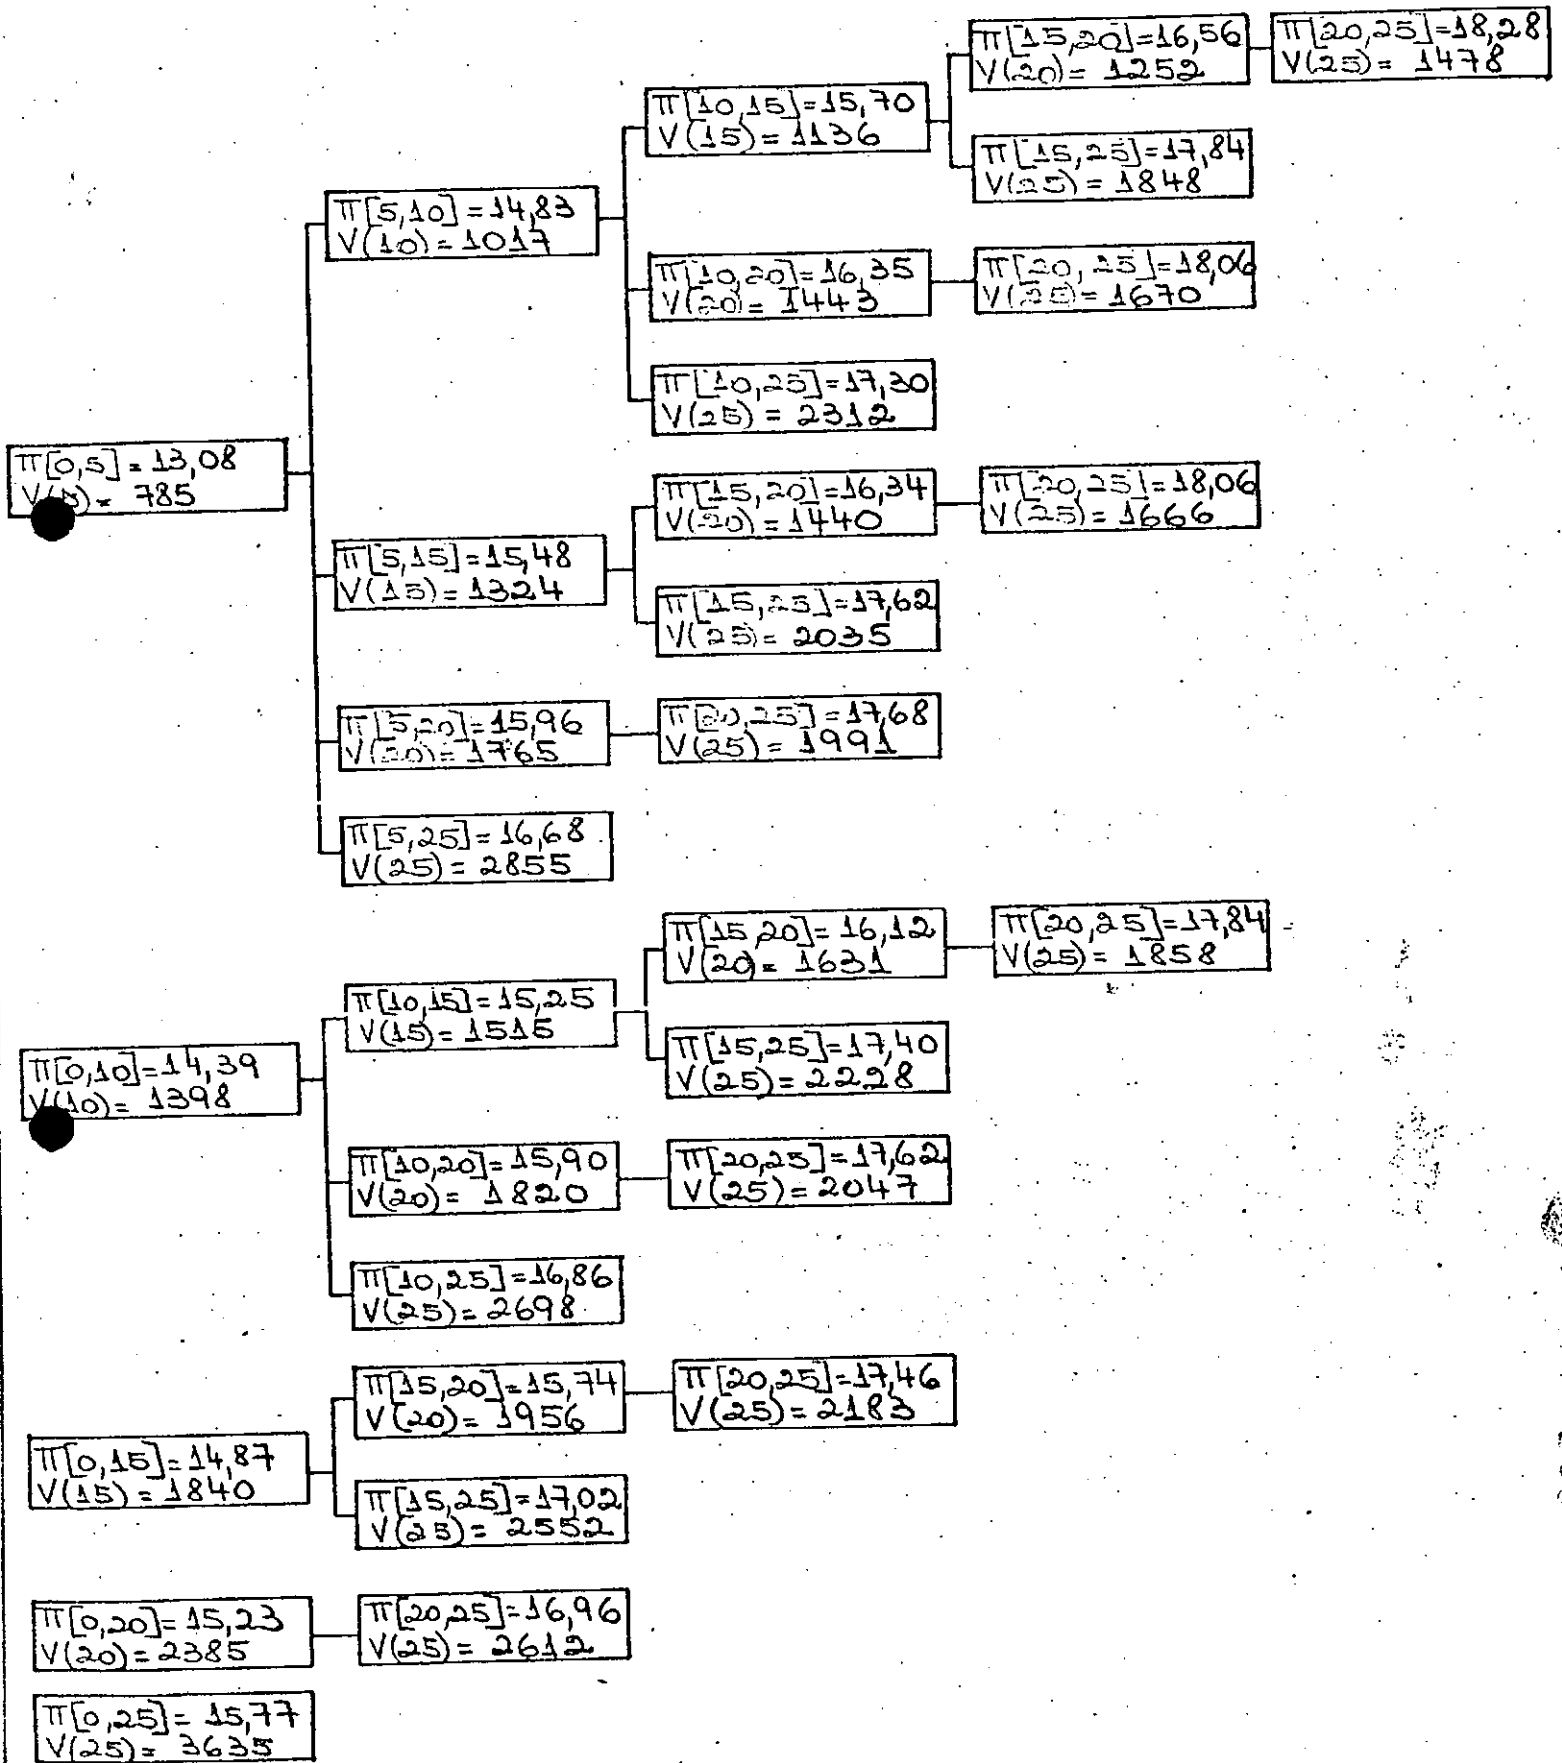 π[0,5] = 13,08
V(5) = 785
π[5,10] = 14,83
V(10) = 1017
π[10,15] = 15,70
V(15) = 1136
π[15,20] = 16,56
V(20) = 1252
π[20,25] = 18,28
V(25) = 1478
π[15,25] = 17,84
V(25) = 1848
π[10,20] = 16,35
V(20) = 1443
π[20,25] = 18,06
V(25) = 1670
π[10,25] = 17,30
V(25) = 2312
π[5,15] = 15,48
V(15) = 1324
π[15,20] = 16,34
V(20) = 1440
π[20,25] = 18,06
V(25) = 1666
π[15,25] = 17,62
V(25) = 2035
π[5,20] = 15,96
V(20) = 1765
π[20,25] = 17,68
V(25) = 1991
π[5,25] = 16,68
V(25) = 2855
π[0,10] = 14,39
V(10) = 1398
π[10,15] = 15,25
V(15) = 1515
π[15,20] = 16,12
V(20) = 1631
π[20,25] = 17,84
V(25) = 1858
π[15,25] = 17,40
V(25) = 2228
π[10,20] = 15,90
V(20) = 1820
π[20,25] = 17,62
V(25) = 2047
π[10,25] = 16,86
V(25) = 2698
π[0,15] = 14,87
V(15) = 1840
π[15,20] = 15,74
V(20) = 1956
π[20,25] = 17,46
V(25) = 2183
π[15,25] = 17,02
V(25) = 2552
π[0,20] = 15,23
V(20) = 2385
π[20,25] = 16,96
V(25) = 2612
π[0,25] = 15,77
V(25) = 3635